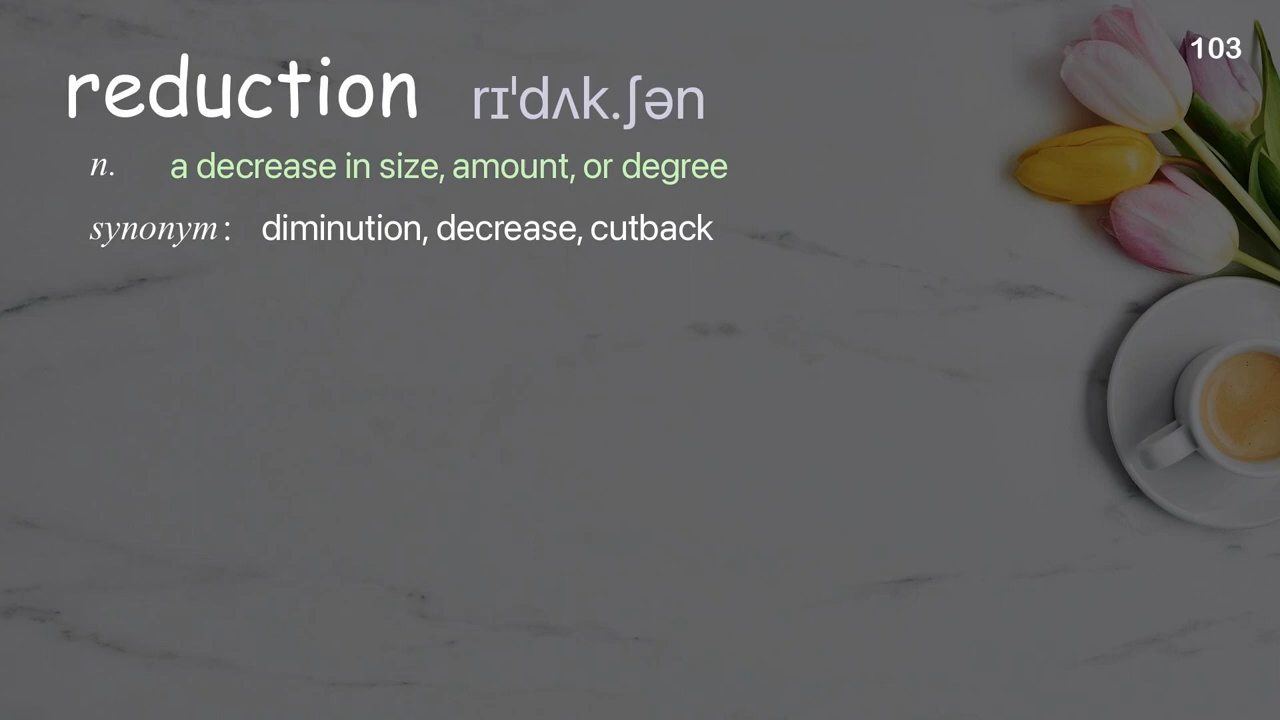 103
reduction rɪˈdʌk.ʃən
n. a decrease in size, amount, or degree
synonym: diminution, decrease, cutback